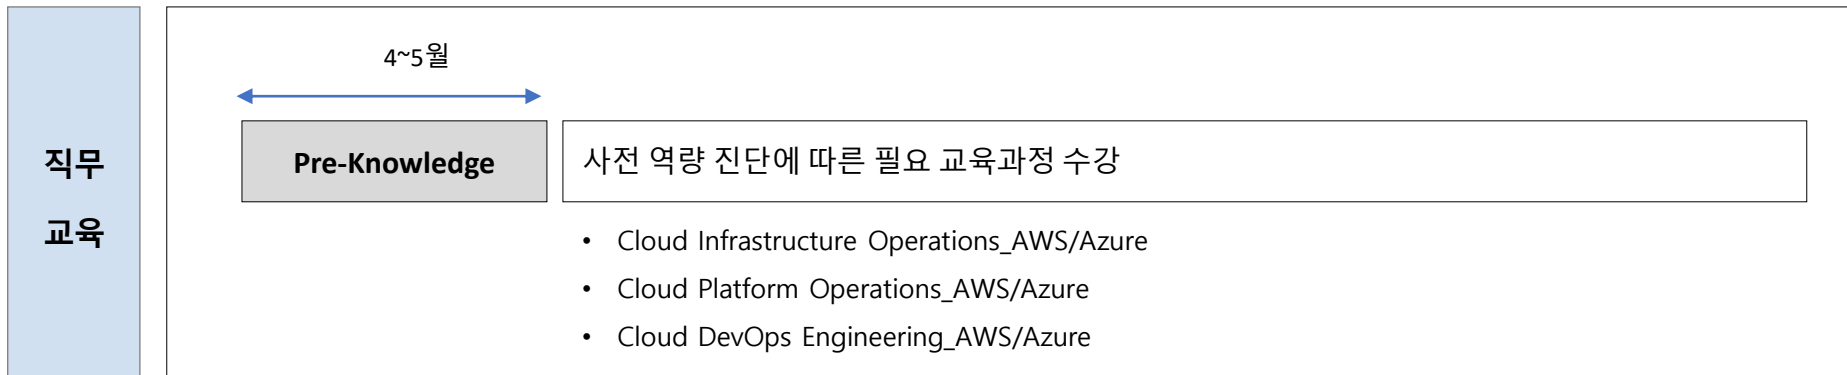 직무
교육
4~5월
Pre-Knowledge
사전 역량 진단에 따른 필요 교육과정 수강
• Cloud Infrastructure Operations_AWS/Azure
• Cloud Platform Operations_AWS/Azure
• Cloud DevOps Engineering_AWS/Azure